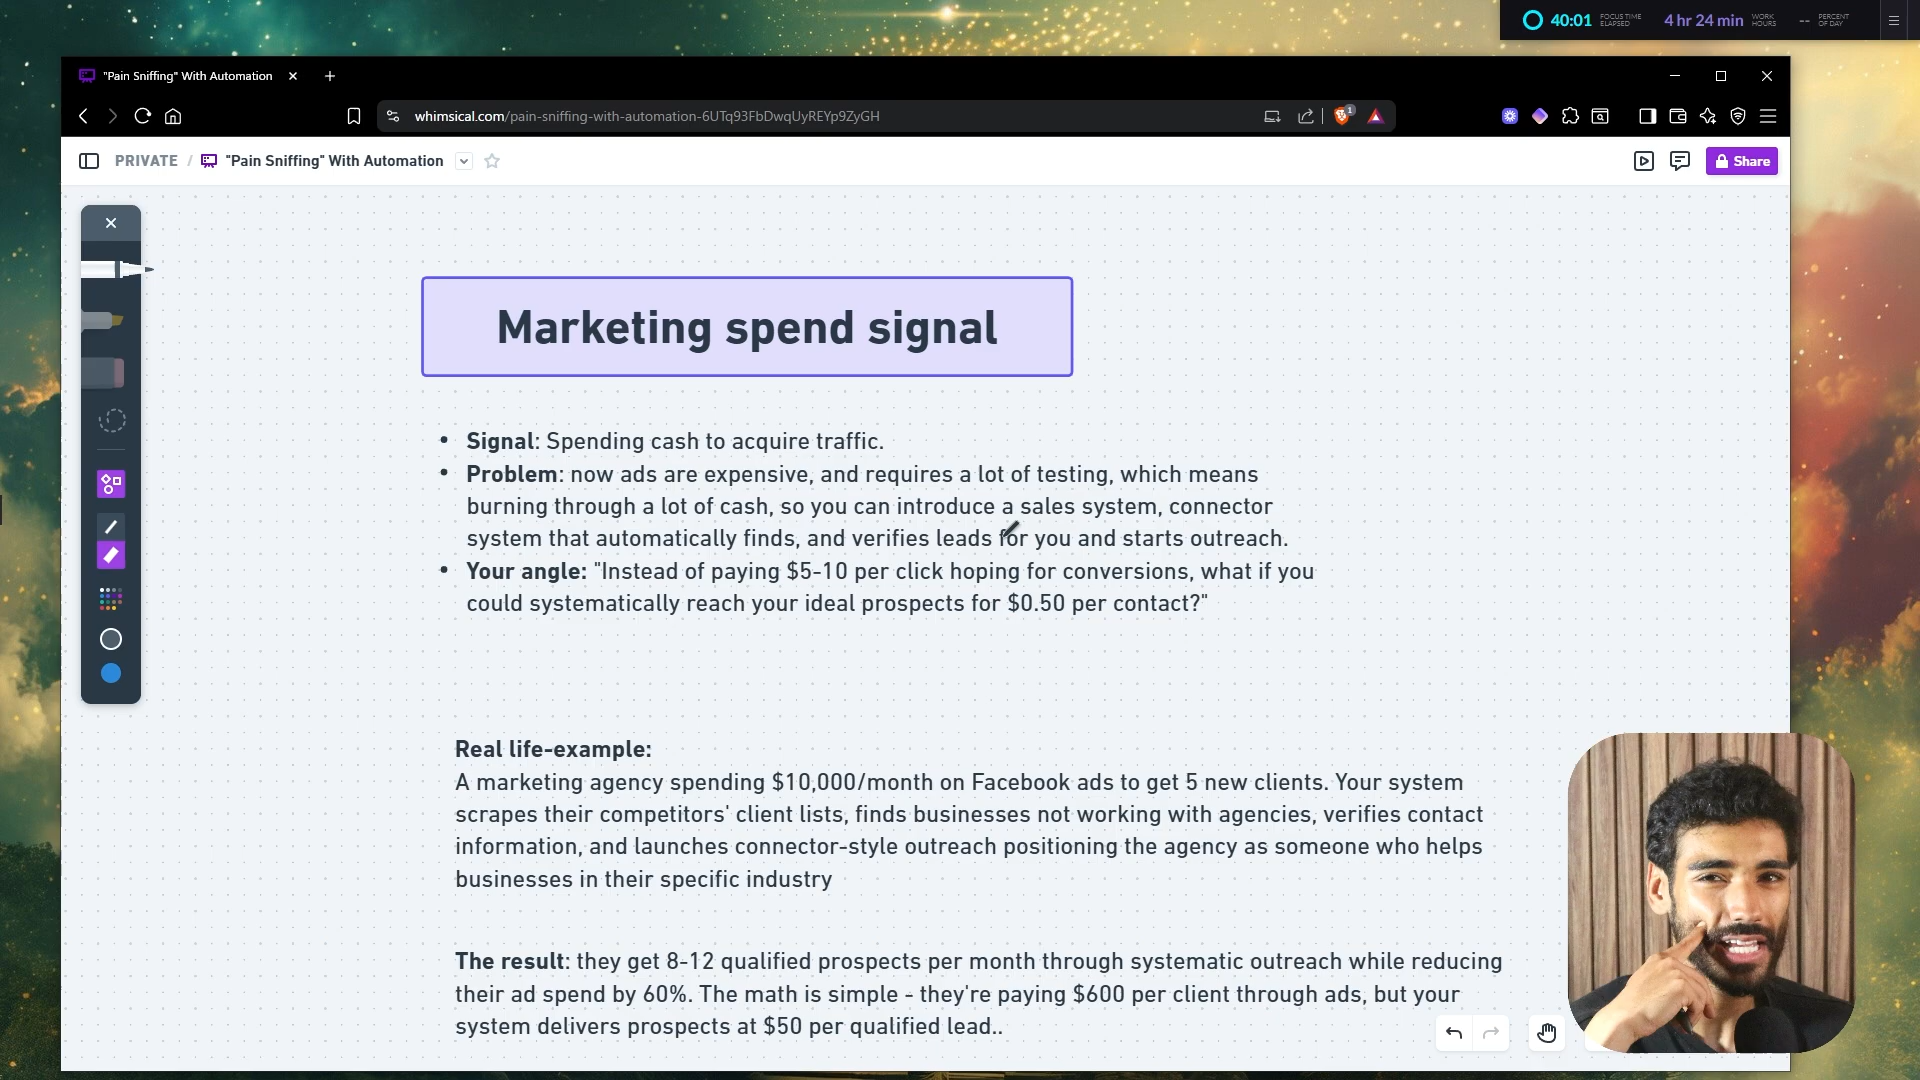 40:01 FOCUS TIME ELAPSED 4 hr 24 min WORK HOURS -- PERCENT OF DAY
"Pain Sniffing" With Automation
whimsical.com/pain-sniffing-with-automation-6UTq93FbDwqUyREYp9ZyGH
1
PRIVATE / "Pain Sniffing" With Automation
Share
Marketing spend signal
• Signal: Spending cash to acquire traffic.
• Problem: now ads are expensive, and requires a lot of testing, which means
burning through a lot of cash, so you can introduce a sales system, connector
system that automatically finds, and verifies leads for you and starts outreach.
• Your angle: "Instead of paying $5-10 per click hoping for conversions, what if you
could systematically reach your ideal prospects for $0.50 per contact?"
Real life-example:
A marketing agency spending $10,000/month on Facebook ads to get 5 new clients. Your system
scrapes their competitors' client lists, finds businesses not working with agencies, verifies contact
information, and launches connector-style outreach positioning the agency as someone who helps
businesses in their specific industry
The result: they get 8-12 qualified prospects per month through systematic outreach while reducing
their ad spend by 60%. The math is simple - they're paying $600 per client through ads, but your
system delivers prospects at $50 per qualified lead..